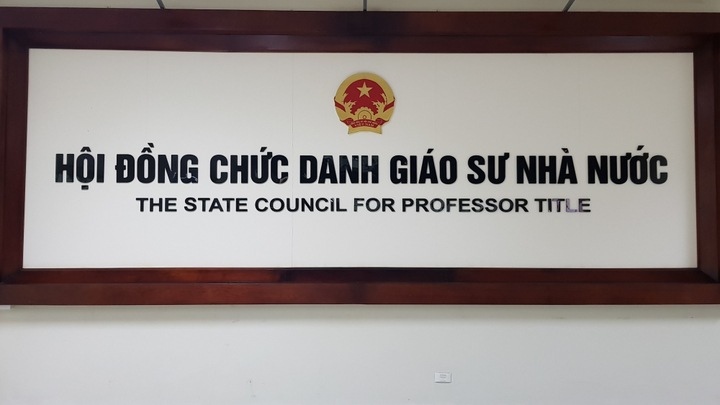 HỘI ĐỒNG CHỨC DANH GIÁO SƯ NHÀ NƯỚC
THE STATE COUNCiL FOR PROFESSOR TITLE